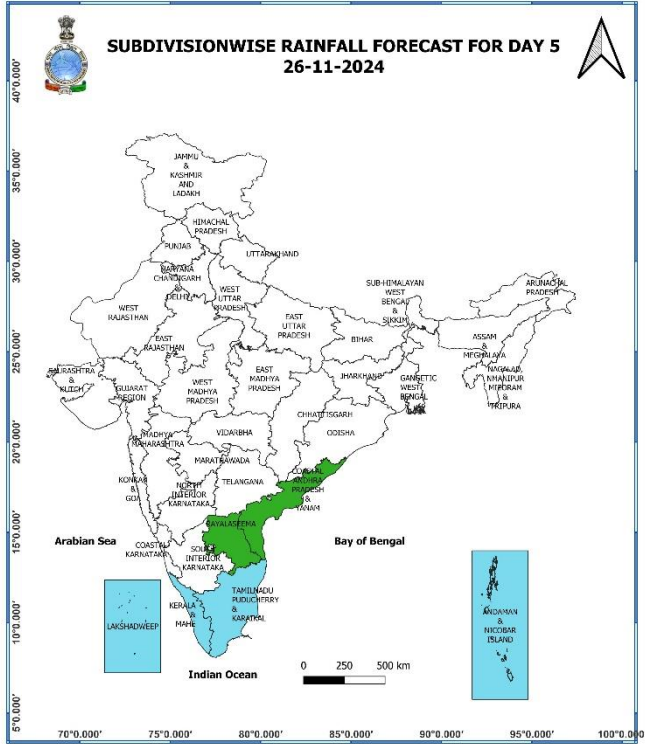 SUBDIVISIONWISE RAINFALL FORECAST FOR DAY 5
26-11-2024
40°0.000'
35°0.000'
30°0.000'
25°0.000'
20°0.000'
15°0.000'
10°0.000'
5°0.000'
JAMMU
&
KASHMIR
AND
LADAKH
HIMACHAL
PRADESH
PUNJAB
UTTARAKHAND
HARYANA
CHANDIGARH
&
DELHI
WEST
UTTAR
PRADESH
WEST
RAJASTHAN
EAST
RAJASTHAN
EAST
UTTAR
PRADESH
SUB-HIMALAYAN
WEST
BENGAL
&
SIKKIM
ARUNACHAL
PRADESH
BIHAR
ASSAM
&
MEGHALAYA
NAGALAD,
NMANIPUR
MIZORAM
&
TRIPURA
SAURASHTRA
&
KUTCH
GUJARAT
REGION
WEST
MADHYA
PRADESH
EAST
MADHYA
PRADESH
JHARKHAND
GANGETIC
WEST
BENGAL
CHHATTISGARH
ODISHA
VIDARBHA
MADHYA
MAHARASHTRA
MARATHWADA
TELANGANA
KONKAN
&
GOA
NORTH
INTERIOR
KARNATAKA
COASTAL
ANDHRA
PRADESH
&
YANAM
RAYALASEEMA
COASTAL
KARNATAKA
SOUTH
INTERIOR
KARNATAKA
Arabian Sea
Bay of Bengal
TAMILNADU
PUDUCHERRY
&
KARAIKAL
KERALA
&
MAHE
LAKSHADWEEP
ANDAMAN
&
NICOBAR
ISLAND
Indian Ocean
0 250 500 km
70°0.000' 75°0.000' 80°0.000' 85°0.000' 90°0.000' 95°0.000' 100°0.000'